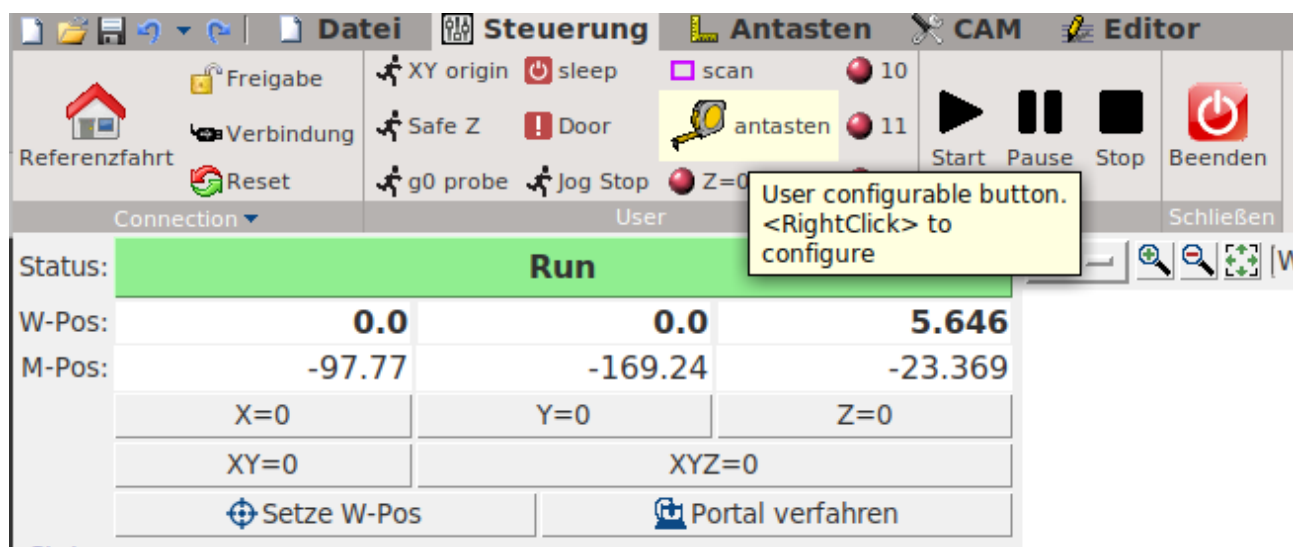 Datei Steuerung Antasten CAM Editor
Freigabe XY origin sleep scan 10
Verbindung Safe Z Door antasten 11
Referenzfahrt Start Pause Stop Beenden
Reset g0 probe Jog Stop Z=0
User configurable button.
<RightClick> to
configure
Connection User Schließen
Status: Run
W-Pos: 0.0 0.0 5.646
M-Pos: -97.77 -169.24 -23.369
X=0 Y=0 Z=0
XY=0 XYZ=0
Setze W-Pos Portal verfahren